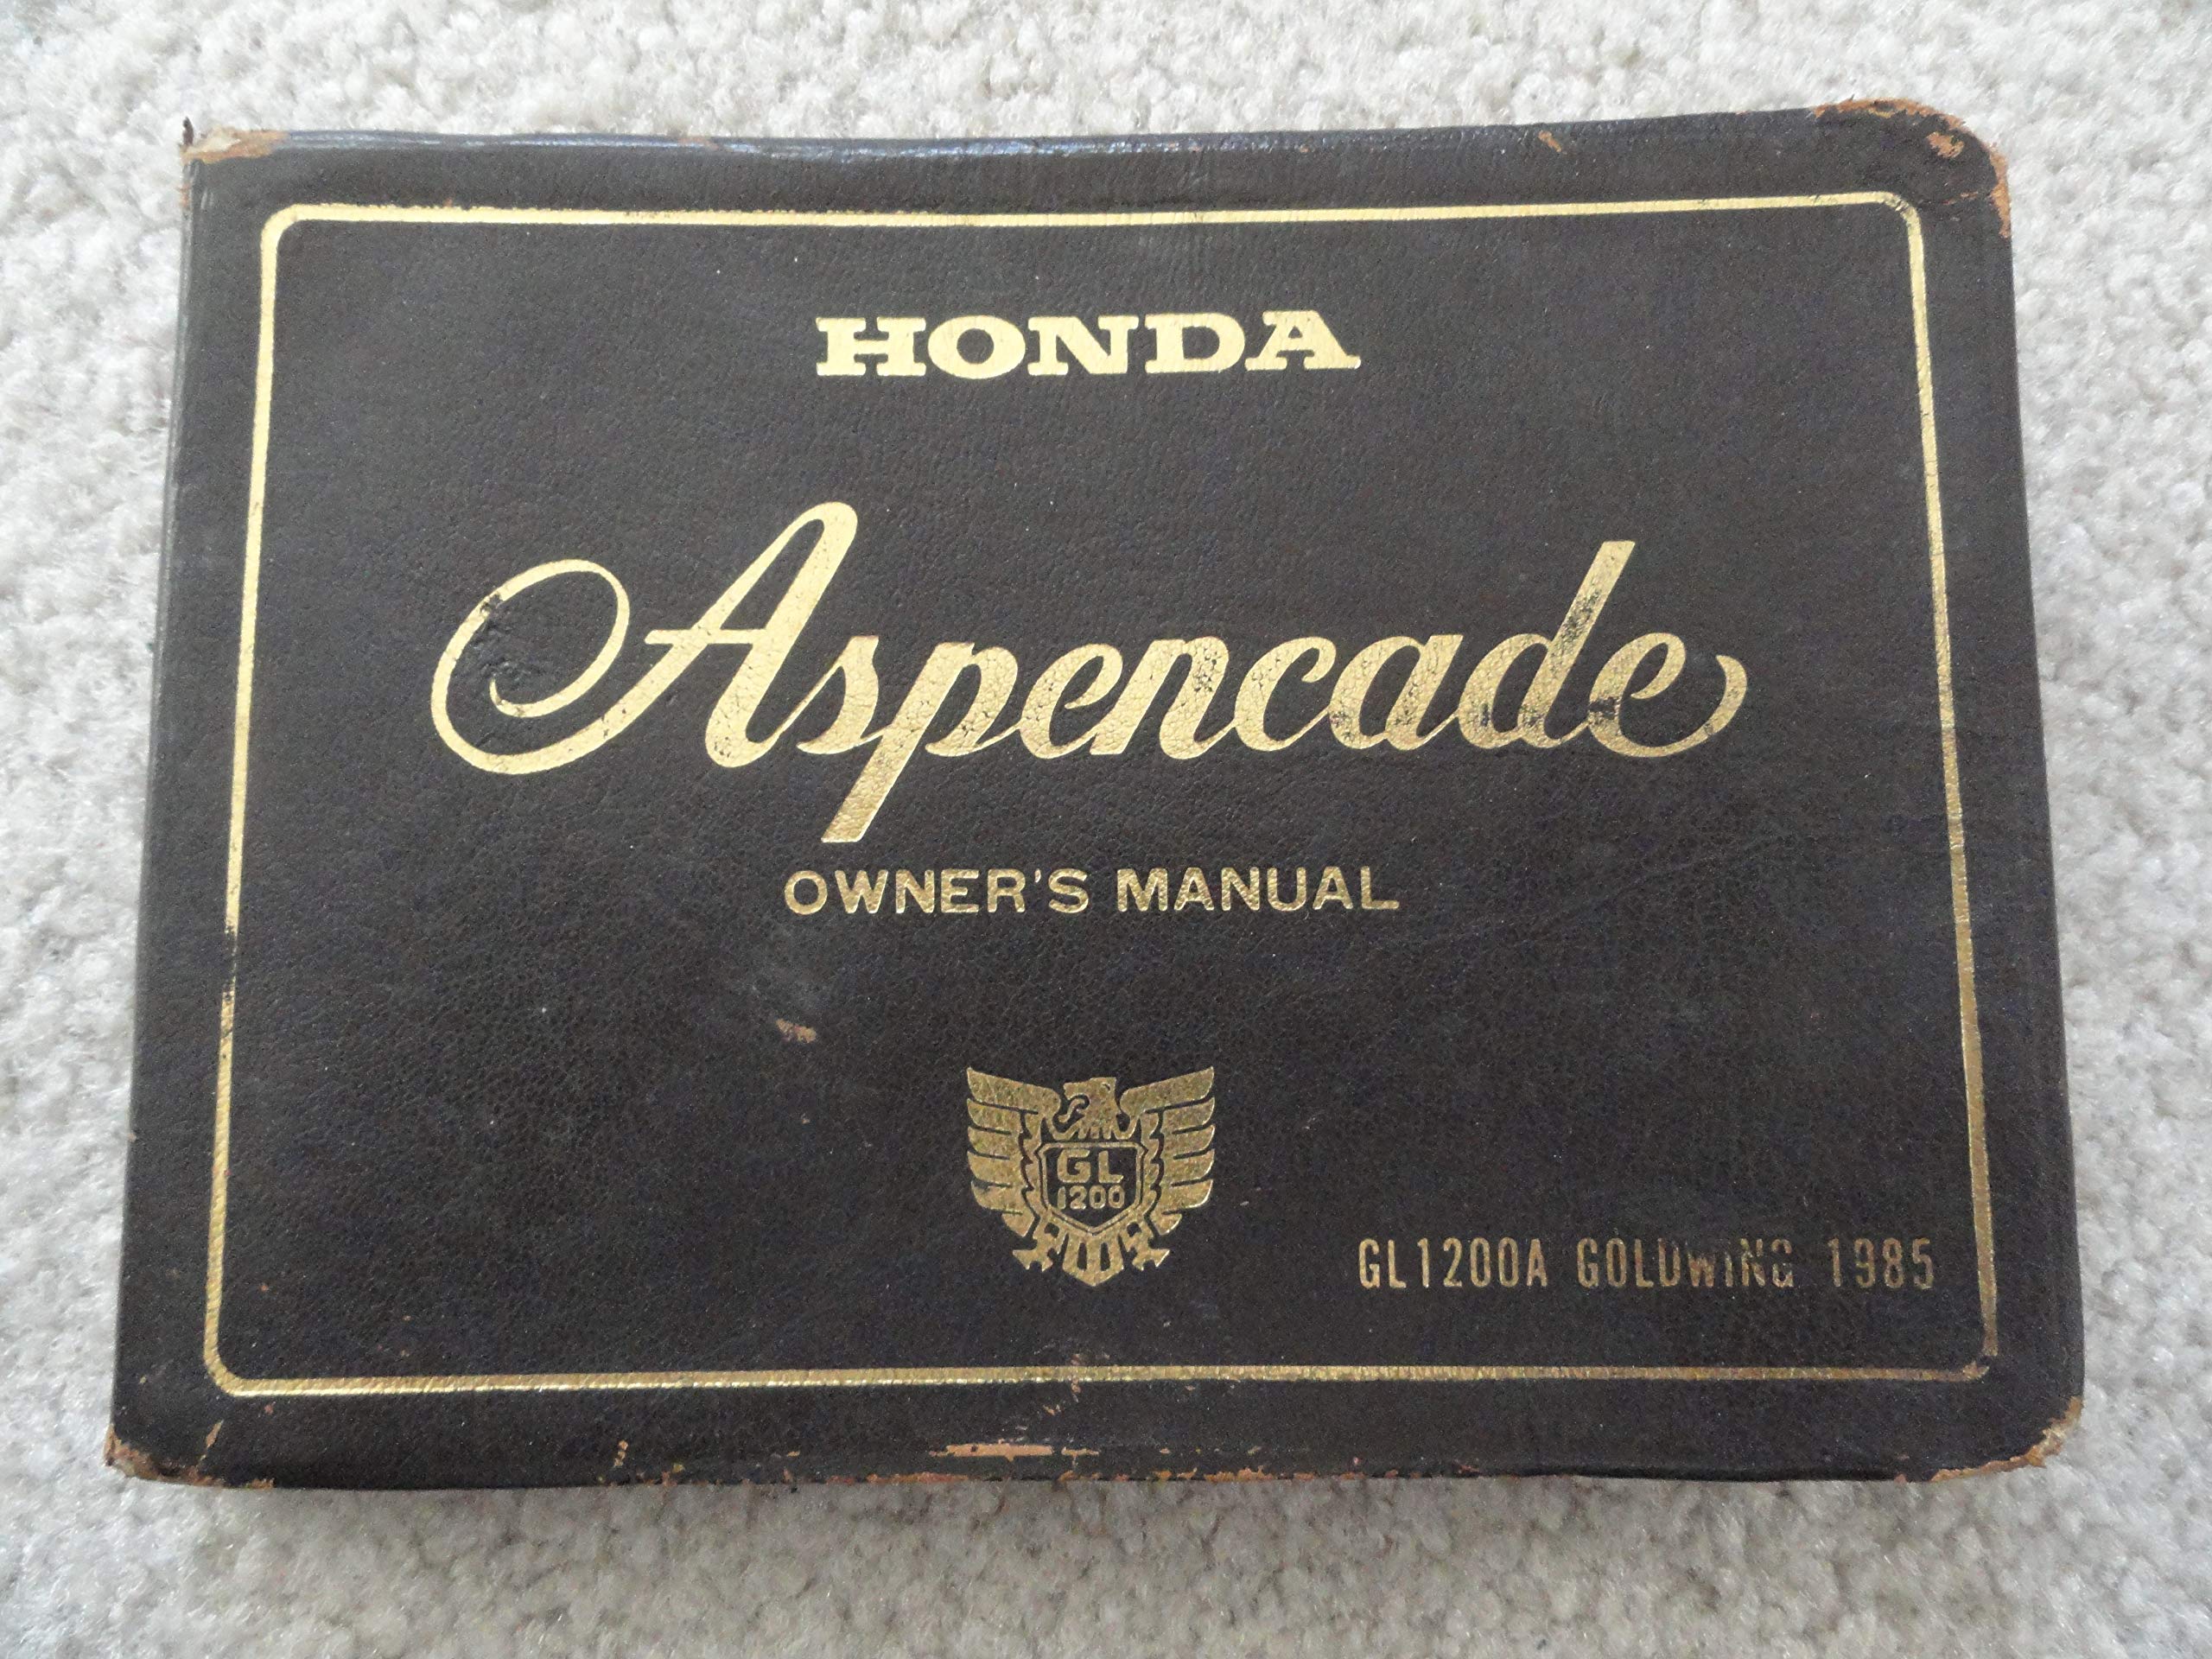 HONDA
Aspencade
OWNER'S MANUAL
GL
1200
GL1200A GOLDWING 1985